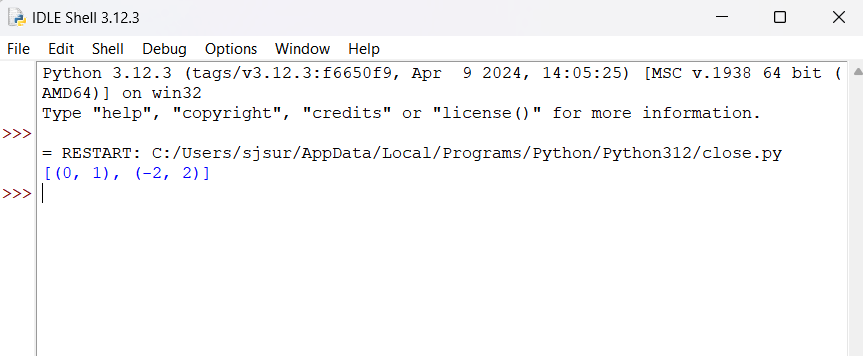 IDLE Shell 3.12.3
File Edit Shell Debug Options Window Help
Python 3.12.3 (tags/v3.12.3:f6650f9, Apr  9 2024, 14:05:25) [MSC v.1938 64 bit (
AMD64)] on win32
Type "help", "copyright", "credits" or "license()" for more information.
>>>
= RESTART: C:/Users/sjsur/AppData/Local/Programs/Python/Python312/close.py
[(0, 1), (-2, 2)]
>>>